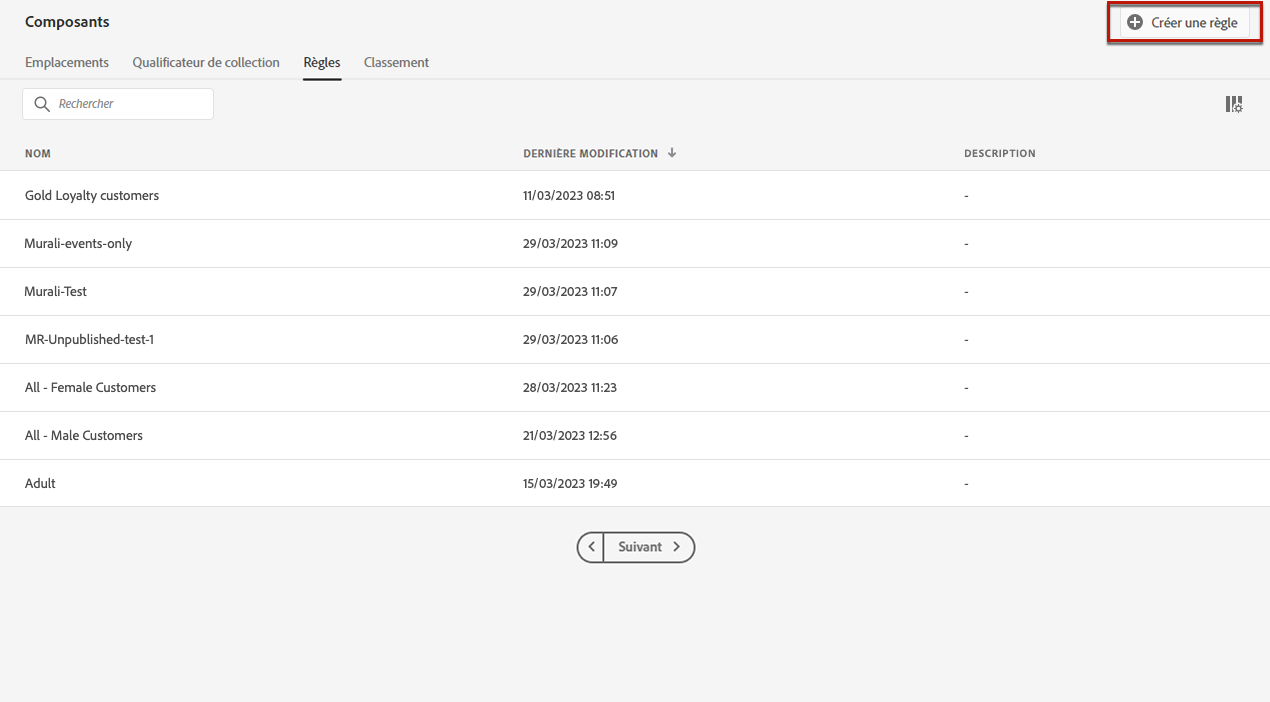 Composants
Créer une règle
Emplacements Qualificateur de collection Règles Classement
Rechercher
NOM DERNIÈRE MODIFICATION DESCRIPTION
Gold Loyalty customers 11/03/2023 08:51 -
Murali-events-only 29/03/2023 11:09 -
Murali-Test 29/03/2023 11:07 -
MR-Unpublished-test-1 29/03/2023 11:06 -
All - Female Customers 28/03/2023 11:23 -
All - Male Customers 21/03/2023 12:56 -
Adult 15/03/2023 19:49 -
Suivant